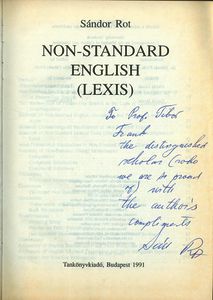 Sándor Rot
NON-STANDARD
ENGLISH
(LEXIS)
To Prof. Tibor
Frank
the distinguished
scholar (who
we are so proud
of) with
the author's
compliments
Tankönyvkiadó, Budapest 1991